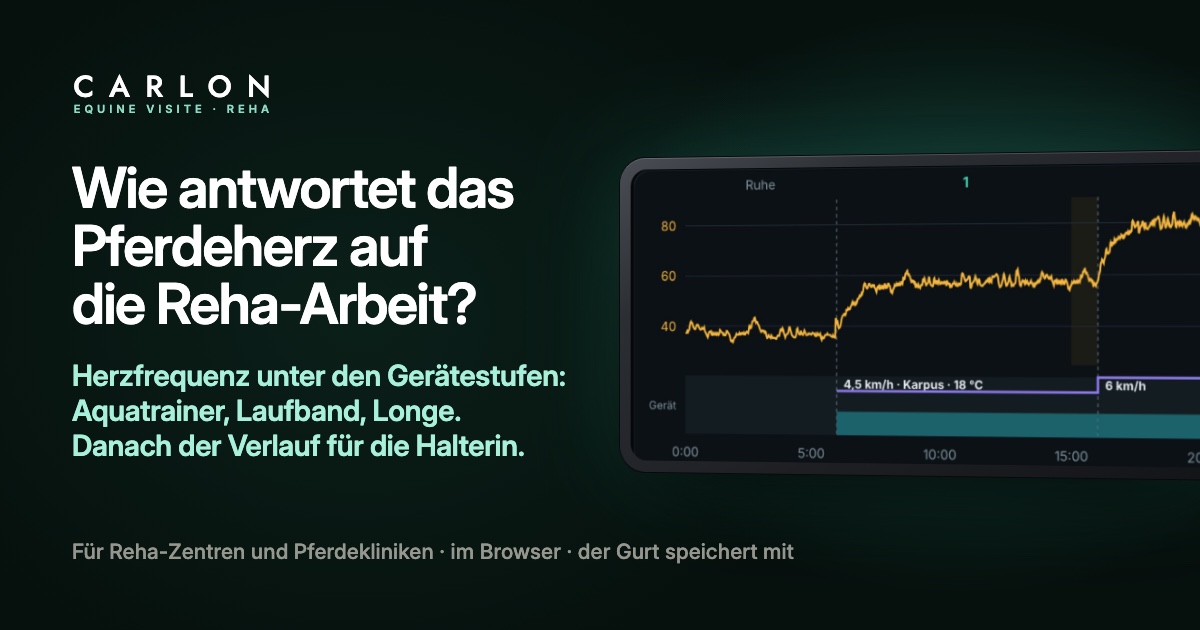 CARLON
EQUINE VISITE · REHA
Wie antwortet das
Pferdeherz auf
die Reha-Arbeit?
Herzfrequenz unter den Gerätestufen:
Aquatrainer, Laufband, Longe.
Danach der Verlauf für die Halterin.
Ruhe 1
80
60
40
4,5 km/h · Karpus · 18 °C 6 km/h
Gerät
0:00 5:00 10:00 15:00 20
Für Reha-Zentren und Pferdekliniken · im Browser · der Gurt speichert mit